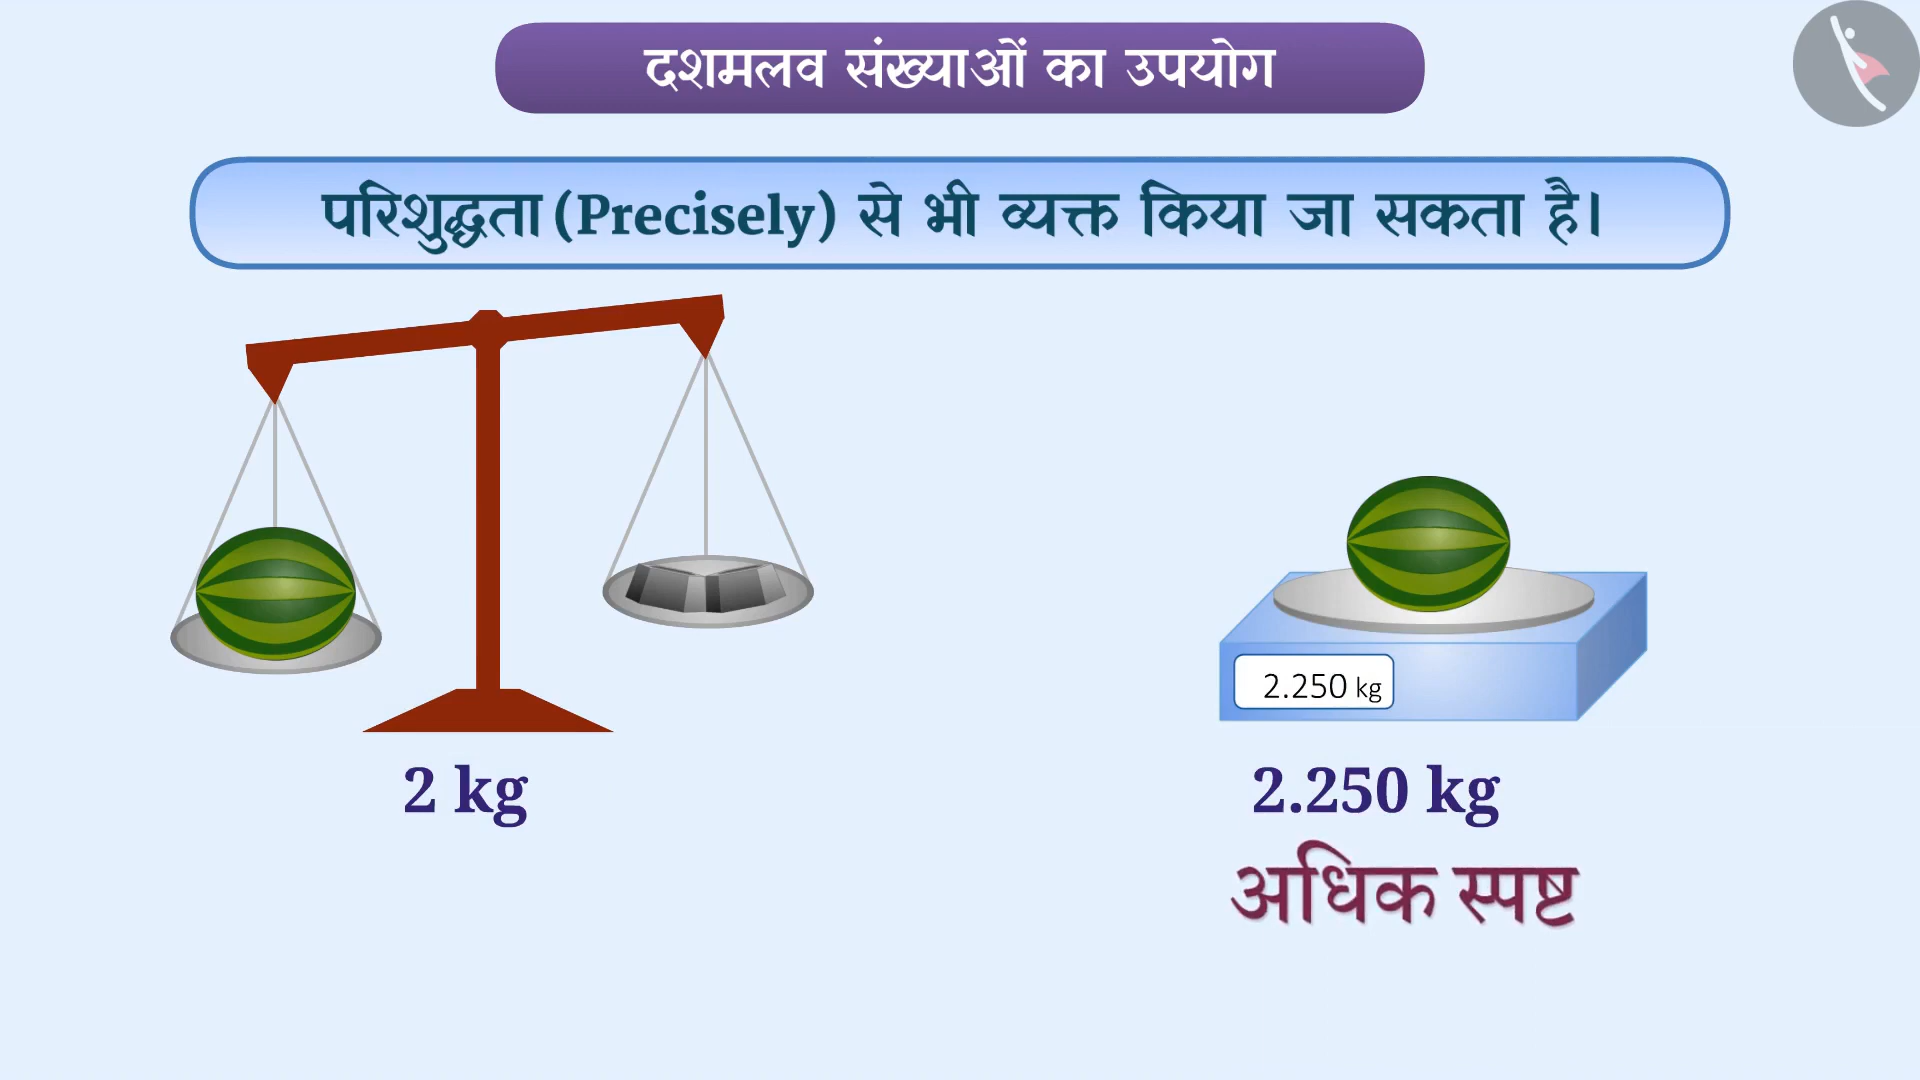 दशमलव संख्याओं का उपयोग
परिशुद्धता (Precisely) से भी व्यक्त किया जा सकता है।
2.250 kg
2 kg
2.250 kg
अधिक स्पष्ट